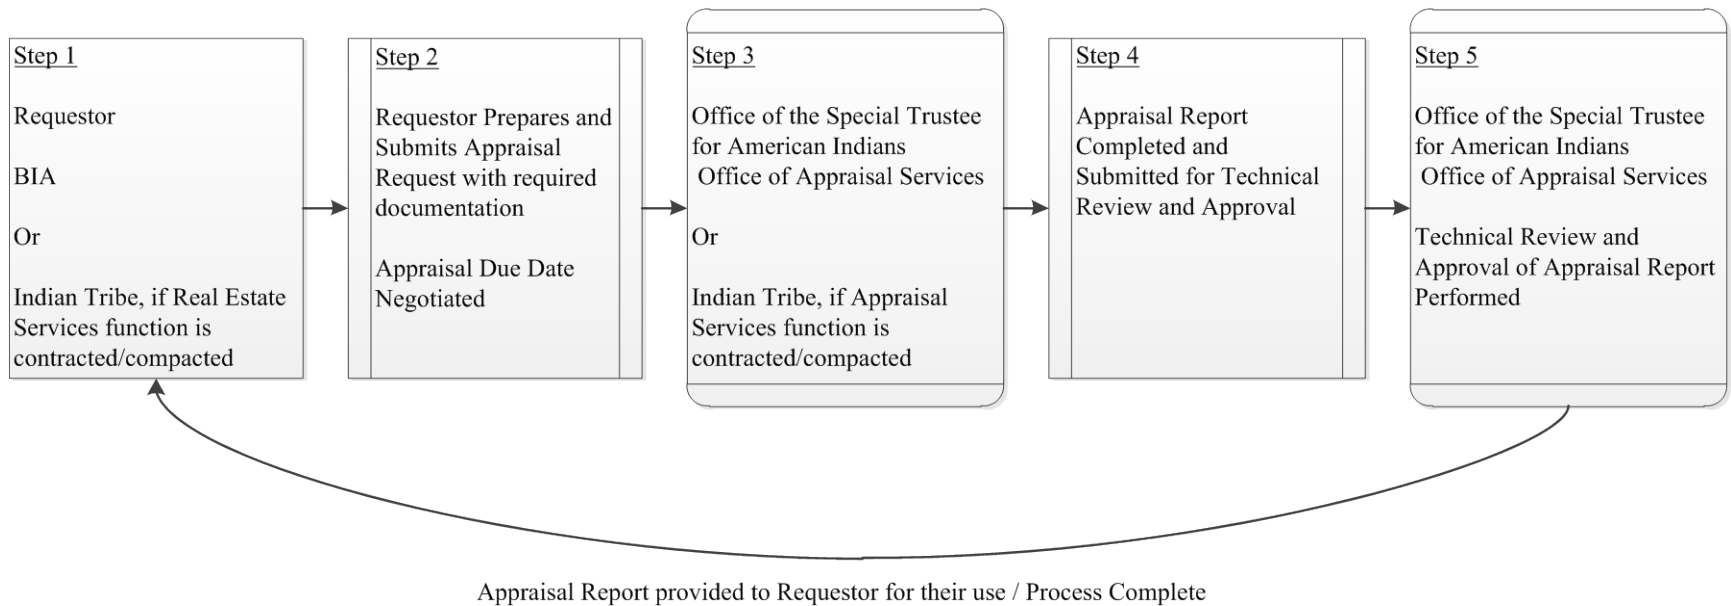 Step 1
Requestor
BIA
Or
Indian Tribe, if Real Estate
Services function is
contracted/compacted
Step 2
Requestor Prepares and
Submits Appraisal
Request with required
documentation
Appraisal Due Date
Negotiated
Step 3
Office of the Special Trustee
for American Indians
Office of Appraisal Services
Or
Indian Tribe, if Appraisal
Services function is
contracted/compacted
Step 4
Appraisal Report
Completed and
Submitted for Technical
Review and Approval
Step 5
Office of the Special Trustee
for American Indians
Office of Appraisal Services
Technical Review and
Approval of Appraisal Report
Performed
Appraisal Report provided to Requestor for their use / Process Complete